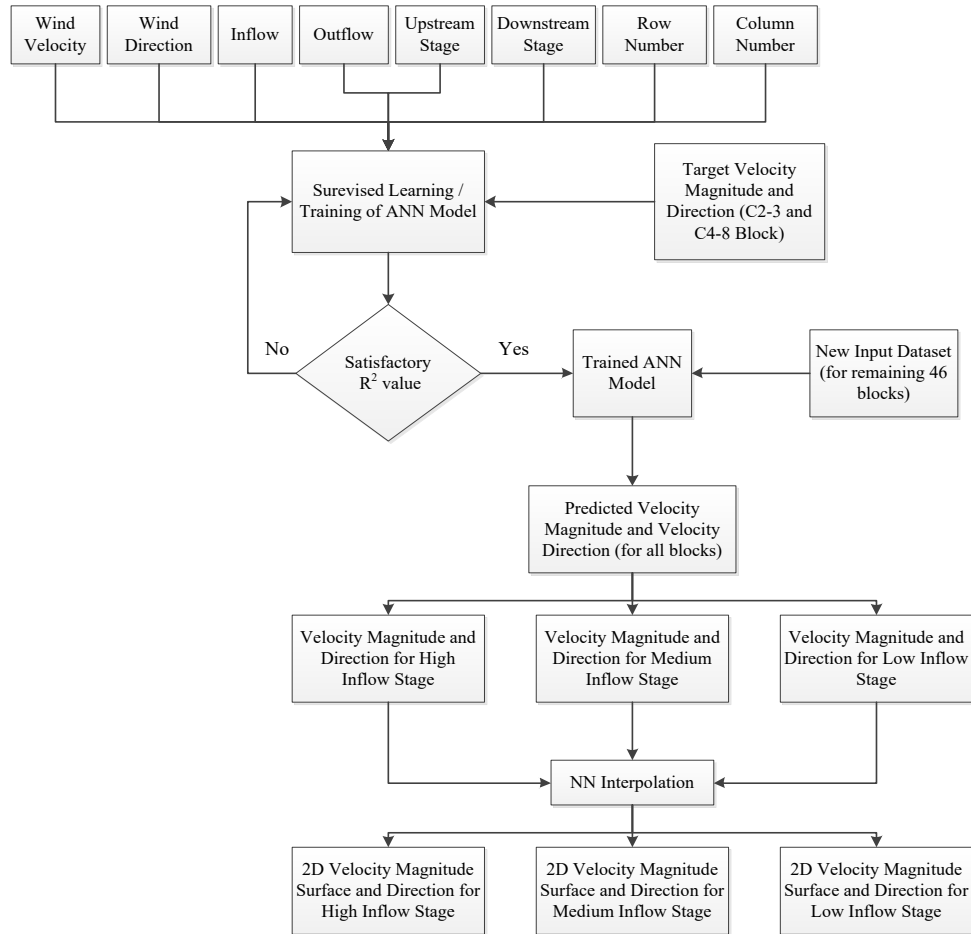 Wind
Velocity
Wind
Direction
Inflow
Outflow
Upstream
Stage
Downstream
Stage
Row
Number
Column
Number
Surevised Learning /
Training of ANN Model
Target Velocity
Magnitude and
Direction (C2-3 and
C4-8 Block)
No
Satisfactory
R² value
Yes
Trained ANN
Model
New Input Dataset
(for remaining 46
blocks)
Predicted Velocity
Magnitude and Velocity
Direction (for all blocks)
Velocity Magnitude and
Direction for High
Inflow Stage
Velocity Magnitude and
Direction for Medium
Inflow Stage
Velocity Magnitude and
Direction for Low Inflow
Stage
NN Interpolation
2D Velocity Magnitude
Surface and Direction for
High Inflow Stage
2D Velocity Magnitude
Surface and Direction for
Medium Inflow Stage
2D Velocity Magnitude
Surface and Direction for
Low Inflow Stage